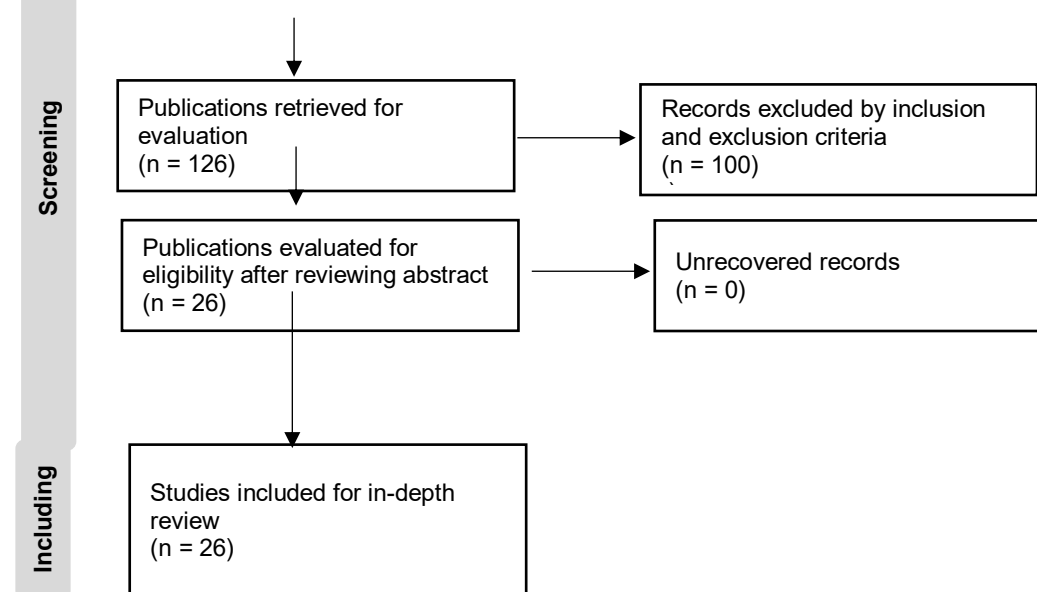 Screening
Publications retrieved for
evaluation
(n = 126)
Records excluded by inclusion
and exclusion criteria
(n = 100)
Publications evaluated for
eligibility after reviewing abstract
(n = 26)
Unrecovered records
(n = 0)
Including
Studies included for in-depth
review
(n = 26)